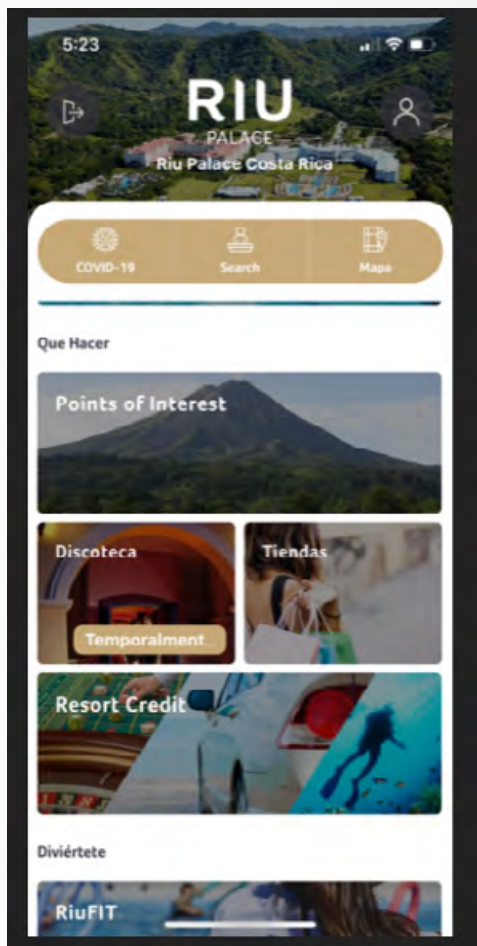 5:23
RIU
PALACE
Riu Palace Costa Rica
COVID-19 Search Mapa
Que Hacer
Points of Interest
Discoteca Tiendas
Temporalment
Resort Credit
Diviértete
RiuFIT